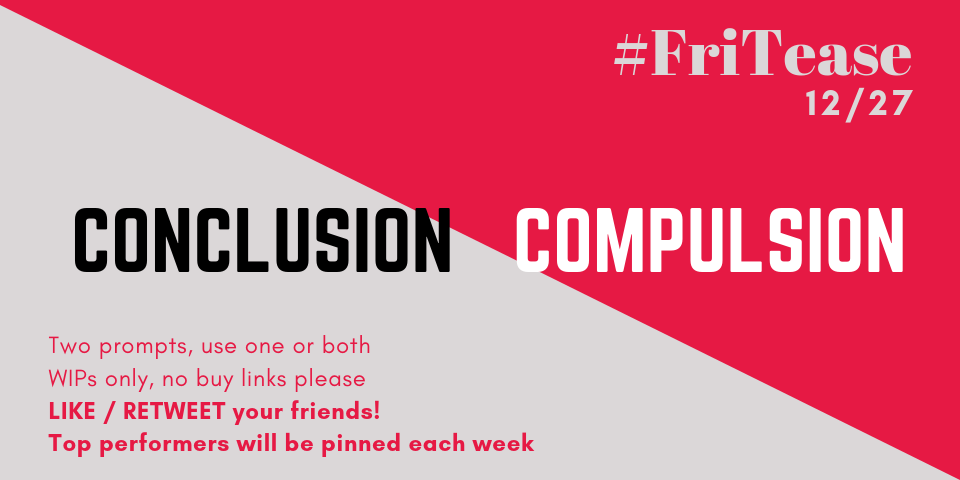 #FriTease
12/27
CONCLUSION COMPULSION
Two prompts, use one or both
WIPs only, no buy links please
LIKE / RETWEET your friends!
Top performers will be pinned each week